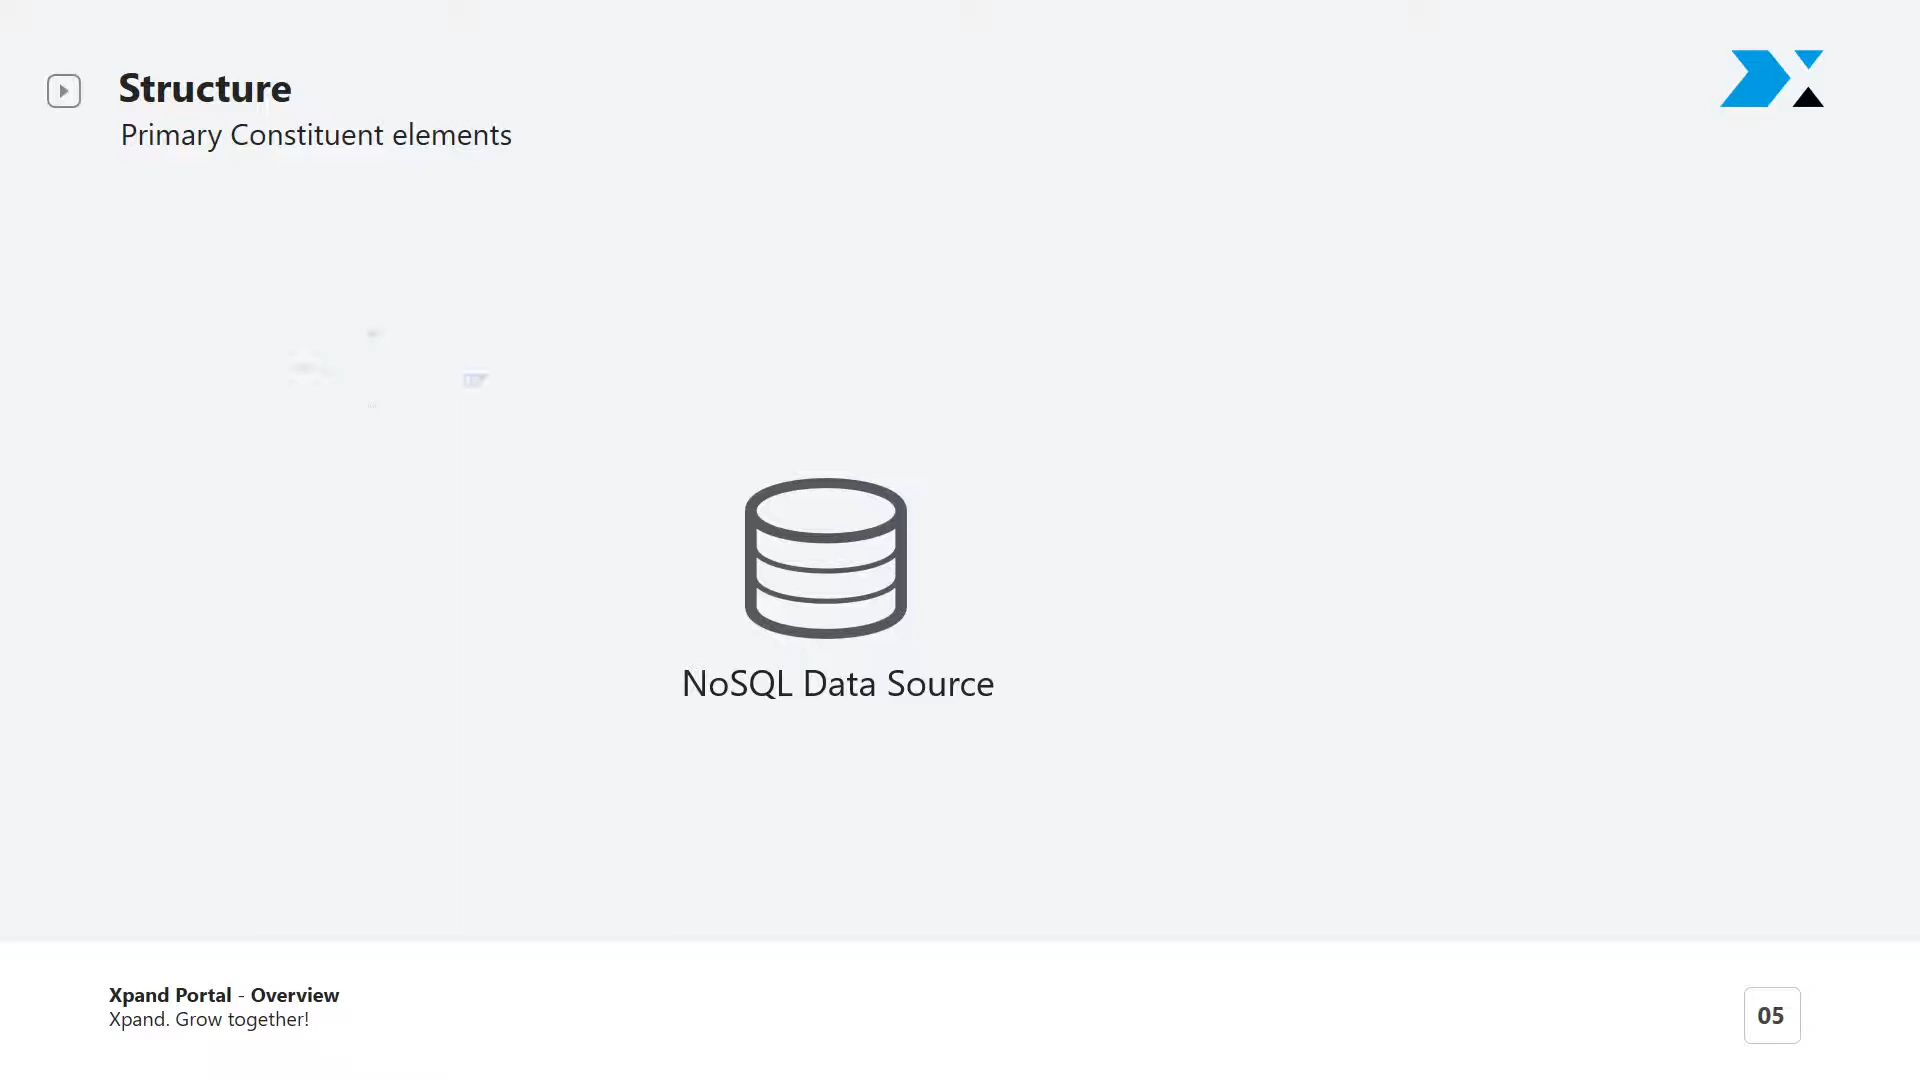 Structure
Primary Constituent elements
NoSQL Data Source
Xpand Portal - Overview
Xpand. Grow together!
05